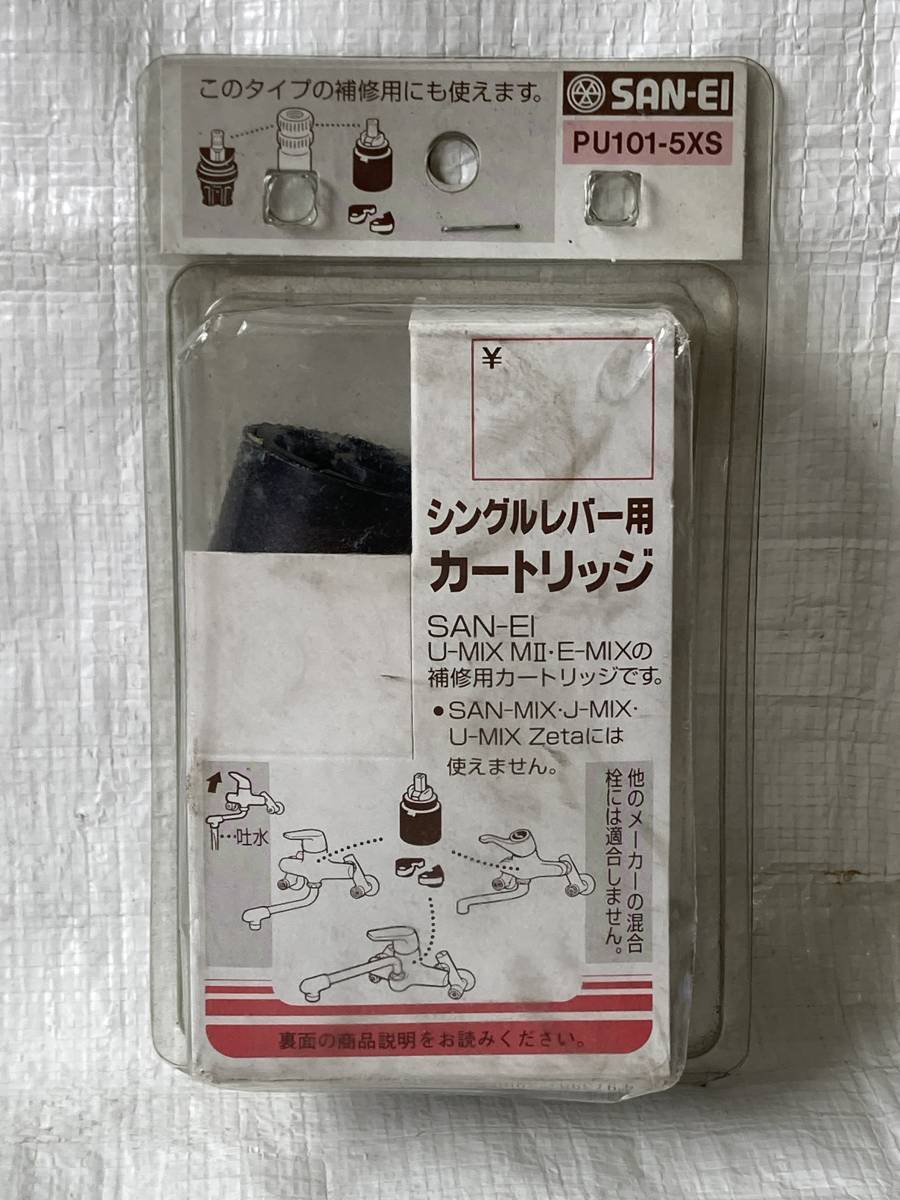 このタイプの補修用にも使えます。
SAN-EI
PU101-5XS
¥
シングルレバー用
カートリッジ
SAN-EI
U-MIX MⅡ・E-MIXの
補修用カートリッジです。
●SAN-MIX・J-MIX・
U-MIX Zetaには
使えません。
…吐水
他のメーカーの混合
栓には適合しません。
裏面の商品説明をお読みください。